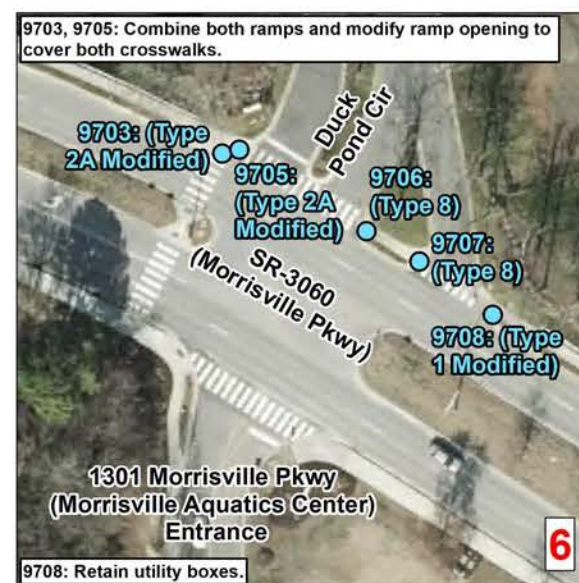 9703, 9705: Combine both ramps and modify ramp opening to
cover both crosswalks.
9703: (Type
2A Modified)
Duck
Pond Cir
9705:
(Type 2A
Modified)
9706:
(Type 8)
9707:
(Type 8)
SR-3060
(Morrisville Pkwy)
9708: (Type
1 Modified)
1301 Morrisville Pkwy
(Morrisville Aquatics Center)
Entrance
6
9708: Retain utility boxes.